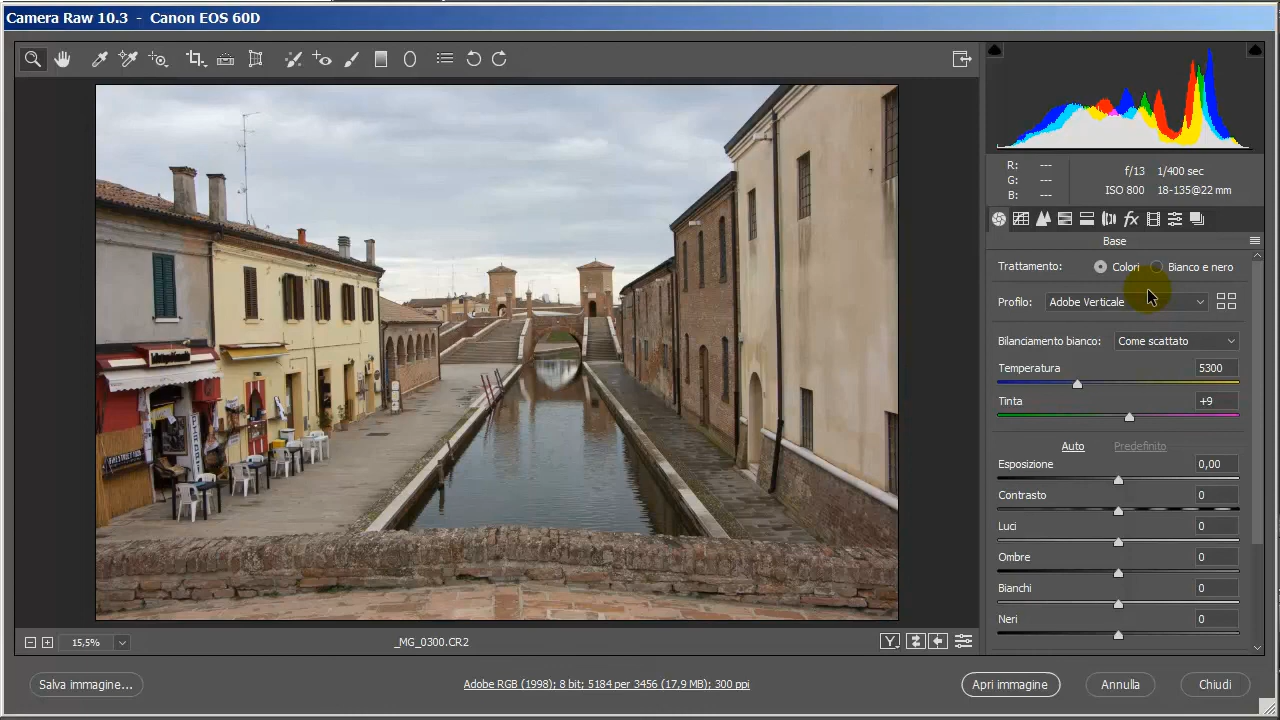 Camera Raw 10.3 - Canon EOS 60D
R: ---
G: ---
B: ---
f/13 1/400 sec
ISO 800 18-135@22 mm
fx
Base
Trattamento: Colori Bianco e nero
Profilo: Adobe Verticale
Bilanciamento bianco: Come scattato
Temperatura 5300
Tinta +9
Auto Predefinito
Esposizione 0,00
Contrasto 0
Luci 0
Ombre 0
Bianchi 0
Neri 0
15,5% _MG_0300.CR2 Y
Salva immagine... Adobe RGB (1998); 8 bit; 5184 per 3456 (17,9 MB); 300 ppi Apri immagine Annulla Chiudi